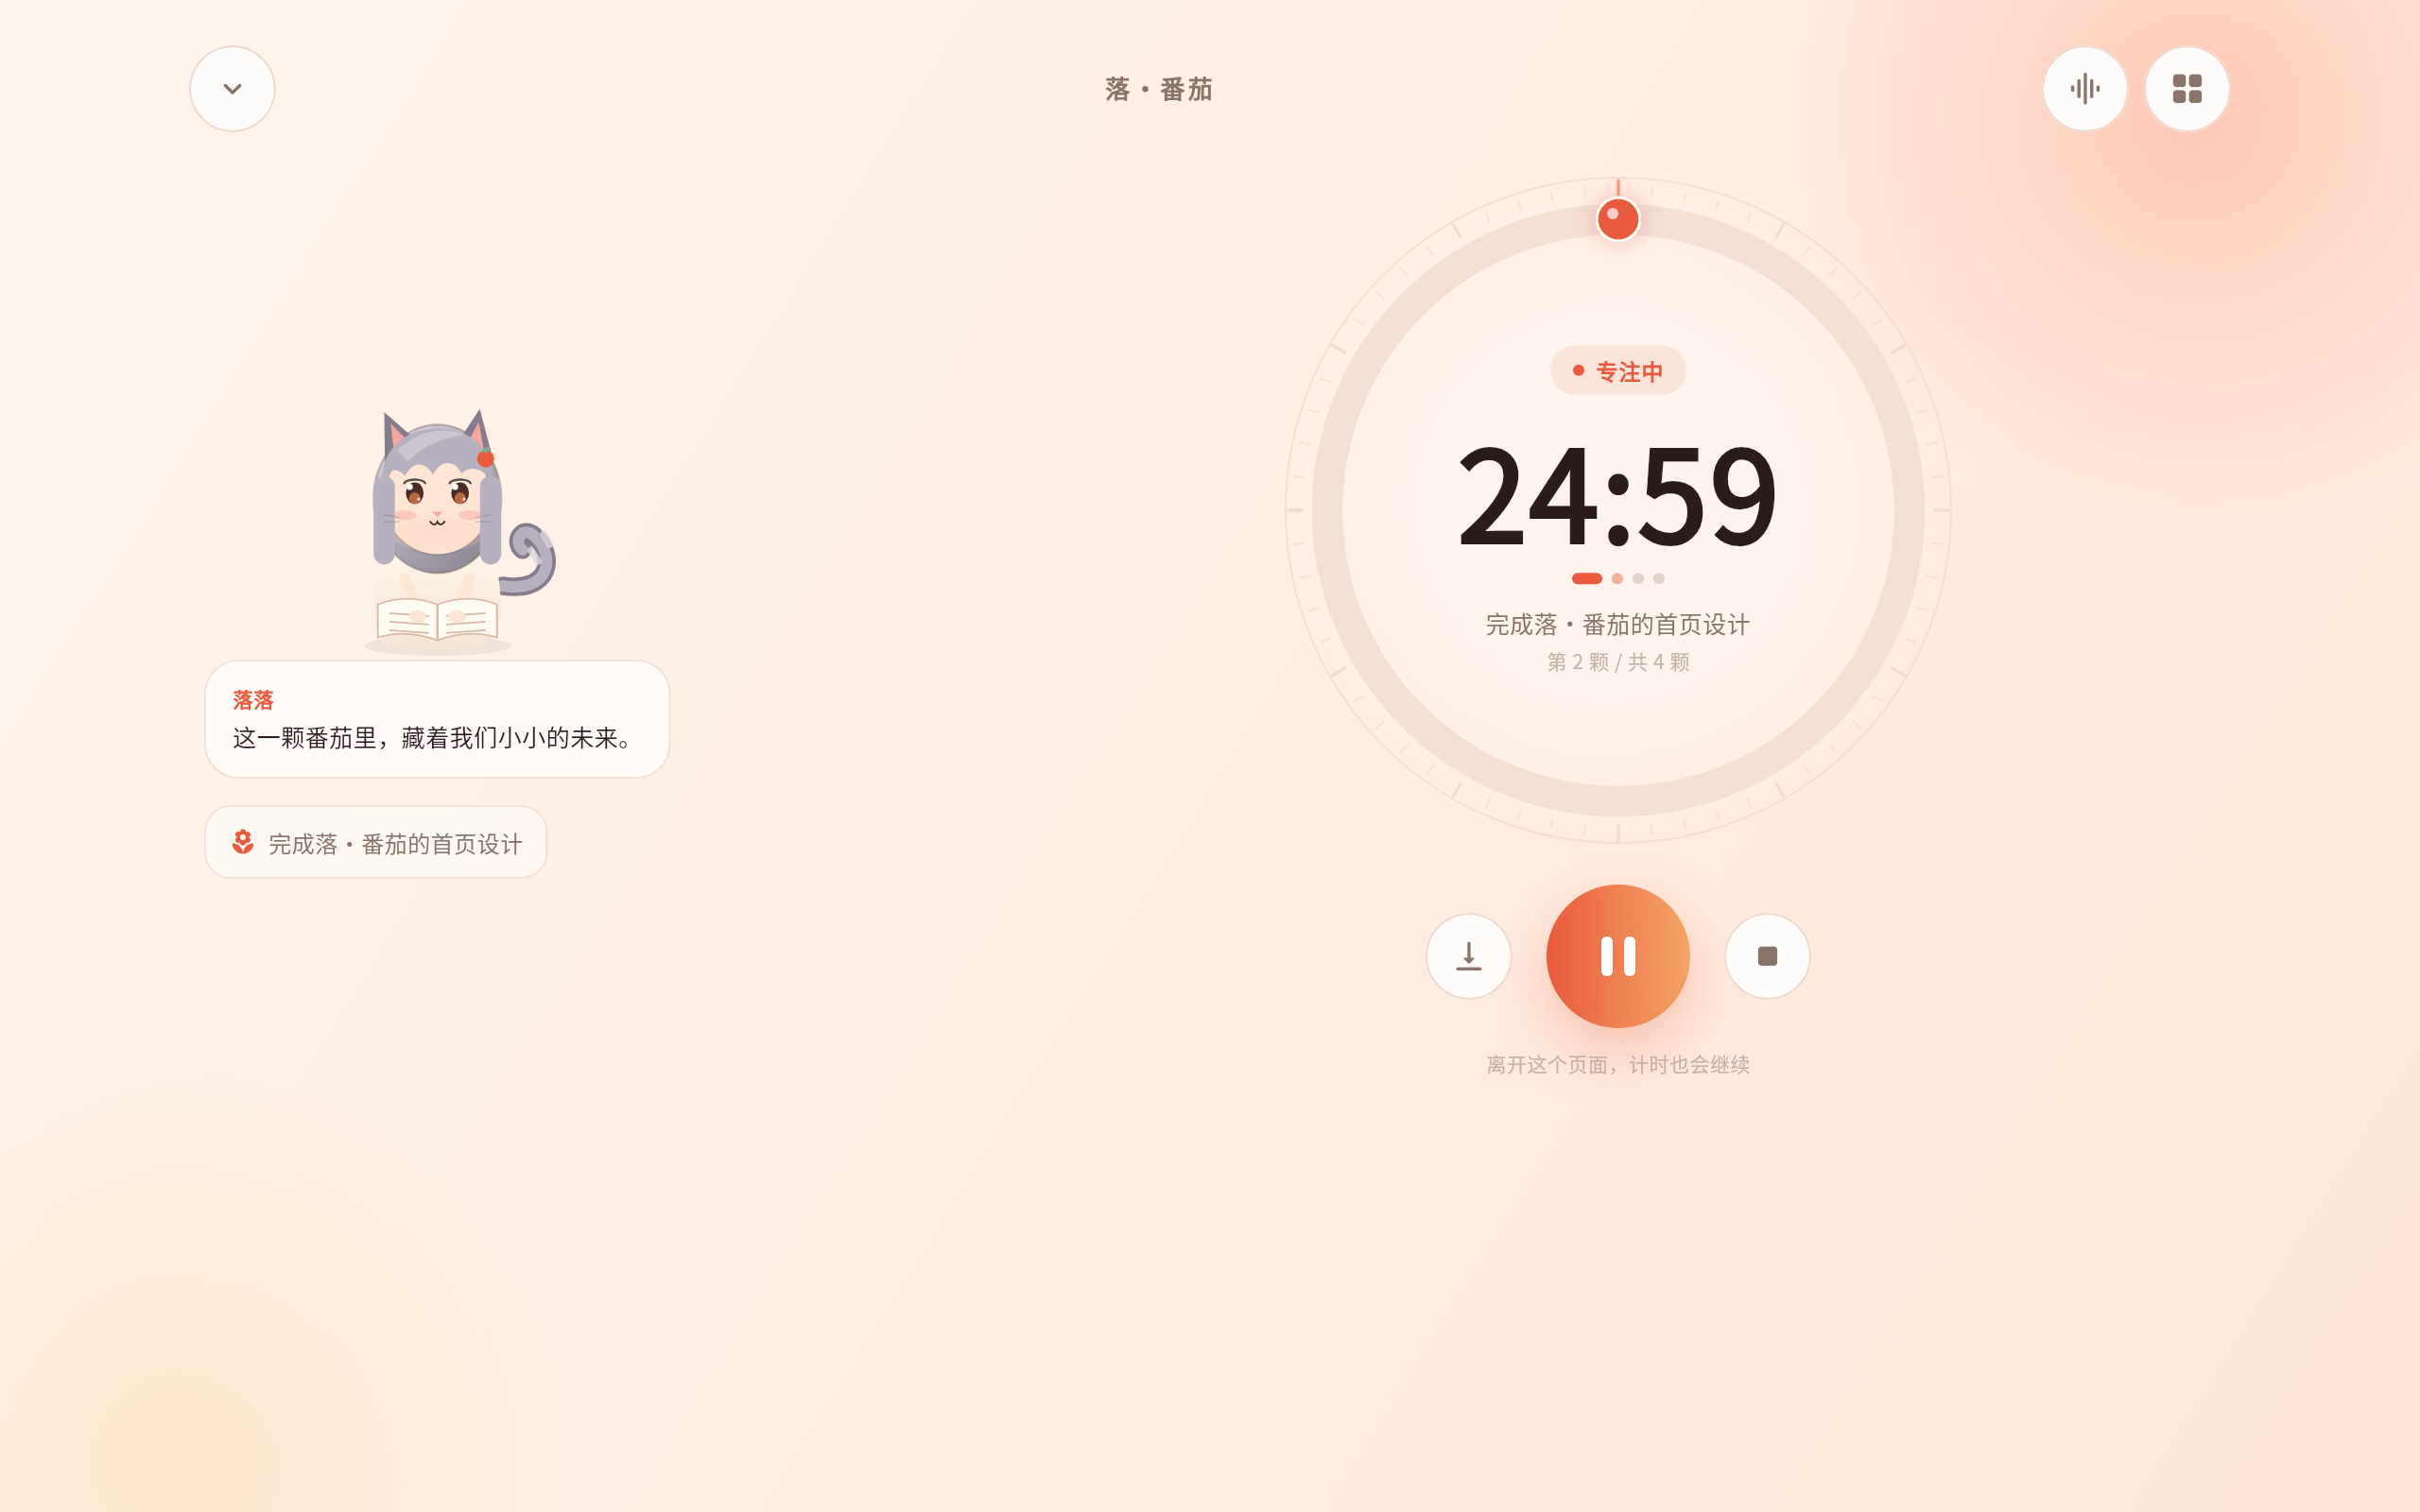 落・番茄
专注中
24:59
完成落・番茄的首页设计
第 2 颗 / 共 4 颗
落落
这一颗番茄里，藏着我们小小的未来。
完成落・番茄的首页设计
离开这个页面，计时也会继续